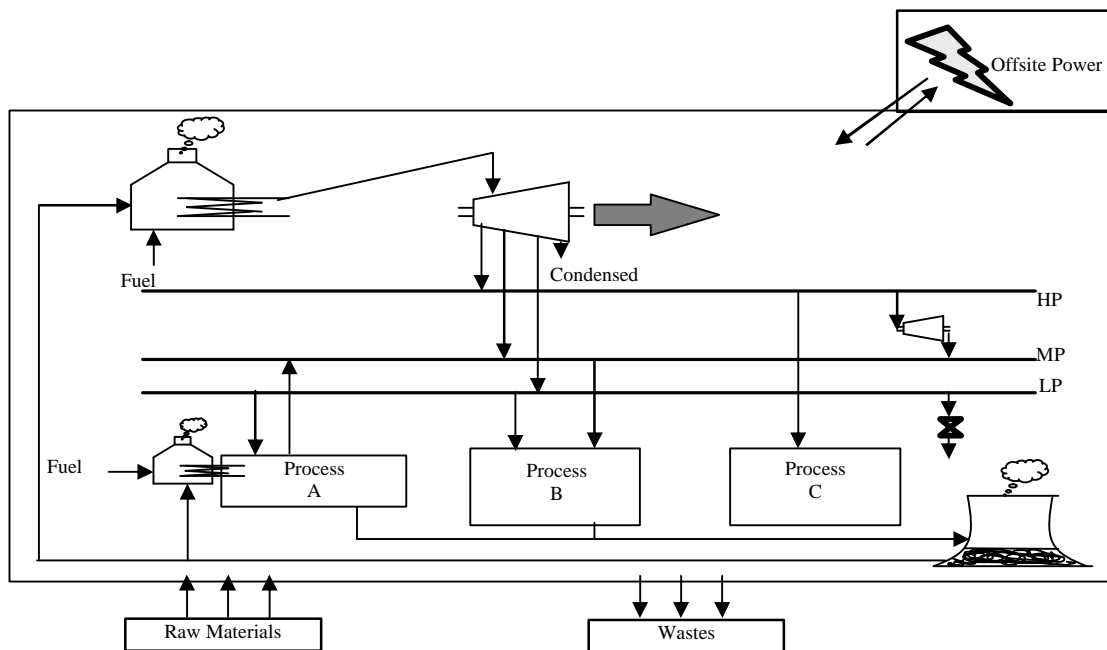 Offsite Power
Fuel
Condensed
HP
MP
LP
Fuel
Process
A
Process
B
Process
C
Raw Materials
Wastes